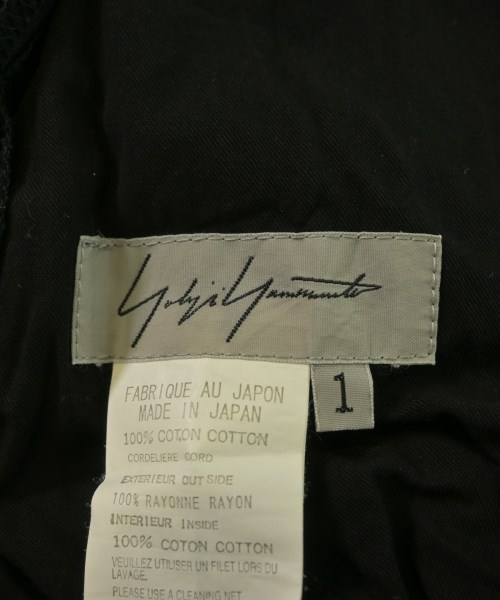 Yohji Yamamoto
1
FABRIQUE AU JAPON
MADE IN JAPAN
100% COTON COTTON
CORDELIERE CORD
EXTERIEUR OUT SIDE
100% RAYONNE RAYON
INTERIEUR INSIDE
100% COTON COTTON
VEUILLEZ UTILISER UN FILET LORS DU
LAVAGE.
PLEASE USE A CLEANING NET